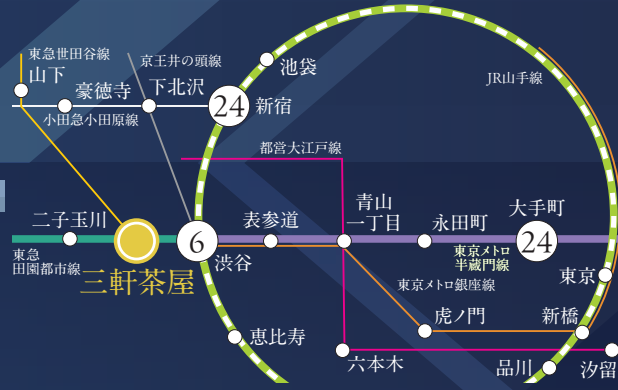 東急世田谷線
山下
豪徳寺
小田急小田原線
京王井の頭線
下北沢
24
新宿
池袋
JR山手線
都営大江戸線
二子玉川
東急
田園都市線
三軒茶屋
6
渋谷
表参道
青山
一丁目
永田町
大手町
24
東京メトロ
半蔵門線
東京メトロ銀座線
東京
虎ノ門
新橋
恵比寿
六本木
品川
汐留